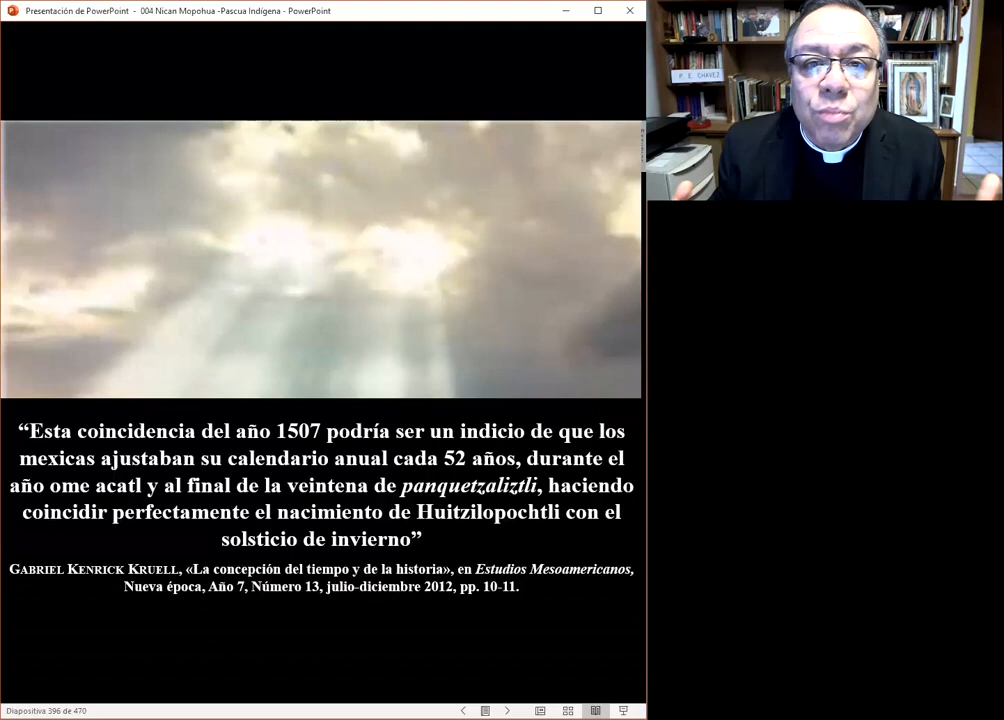 Presentación de PowerPoint - 004 Nican Mopohua -Pascua Indígena - PowerPoint
P. E. CHAVEZ
“Esta coincidencia del año 1507 podría ser un indicio de que los
mexicas ajustaban su calendario anual cada 52 años, durante el
año ome acatl y al final de la veintena de panquetzaliztli, haciendo
coincidir perfectamente el nacimiento de Huitzilopochtli con el
solsticio de invierno”
GABRIEL KENRICK KRUELL, «La concepción del tiempo y de la historia», en Estudios Mesoamericanos,
Nueva época, Año 7, Número 13, julio-diciembre 2012, pp. 10-11.
Diapositiva 396 de 470